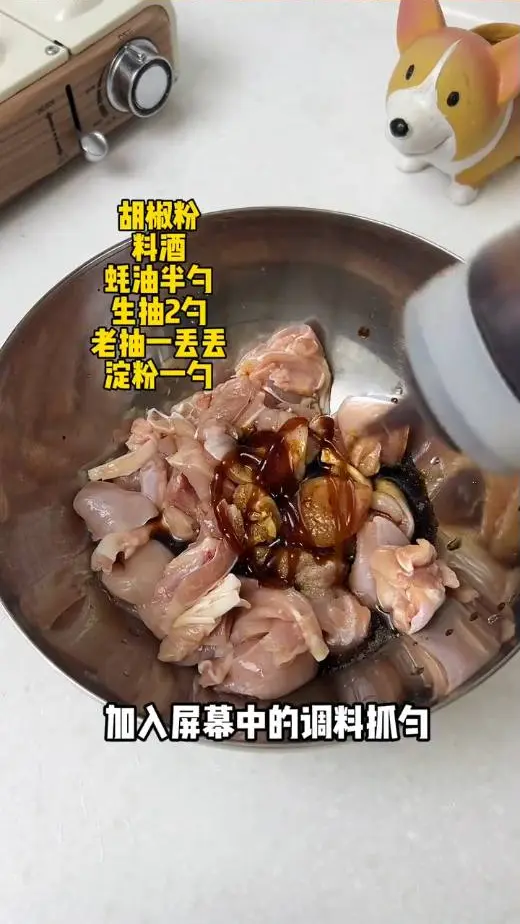 胡椒粉
料酒
蚝油半勺
生抽2勺
老抽一丢丢
淀粉一勺
加入屏幕中的调料抓匀